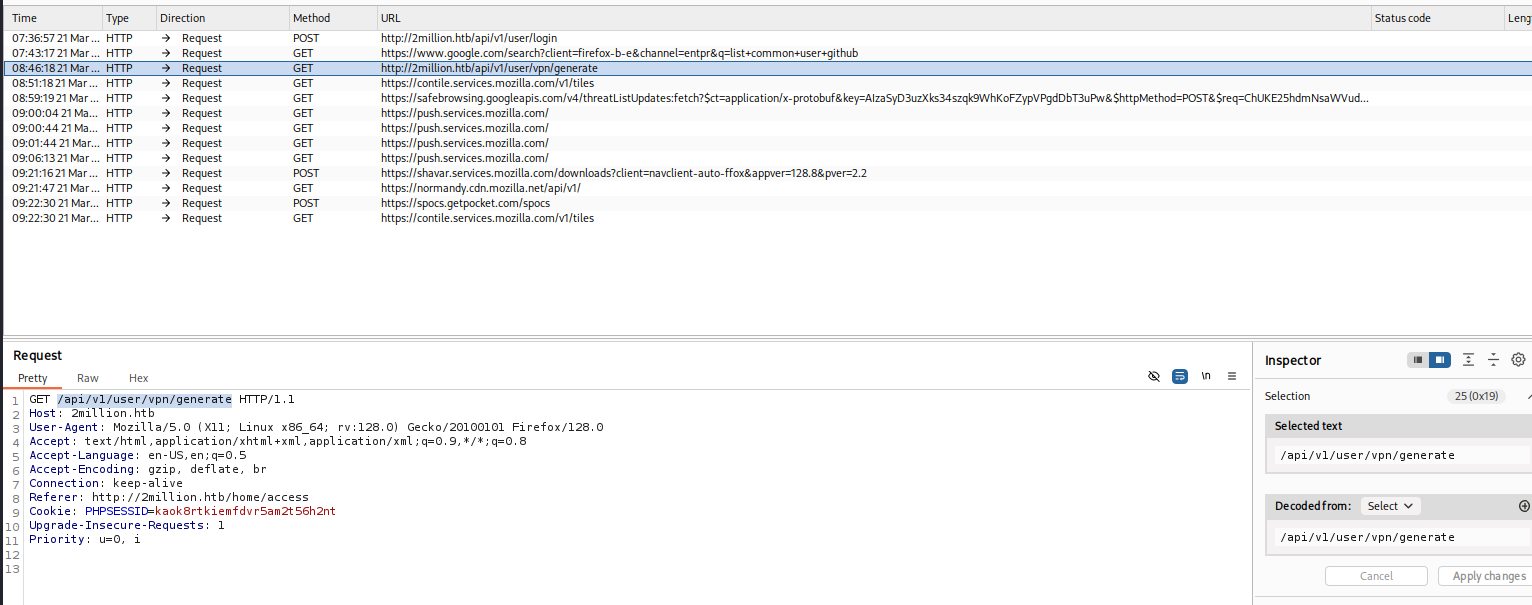 Time Type Direction Method URL Status code Leng
07:36:57 21 Mar ... HTTP → Request POST http://2million.htb/api/v1/user/login
07:43:17 21 Mar ... HTTP → Request GET https://www.google.com/search?client=firefox-b-e&channel=entpr&q=list+common+user+github
08:46:18 21 Mar ... HTTP → Request GET http://2million.htb/api/v1/user/vpn/generate
08:51:18 21 Mar ... HTTP → Request GET https://contile.services.mozilla.com/v1/tiles
08:59:19 21 Mar ... HTTP → Request GET https://safebrowsing.googleapis.com/v4/threatListUpdates:fetch?$ct=application/x-protobuf&key=AIzaSyD3uzXks34szqk9WhKoFZypVPgdDbT3uPw&$httpMethod=POST&$req=ChUKE25hdmNsaWVud...
09:00:04 21 Ma... HTTP → Request GET https://push.services.mozilla.com/
09:00:44 21 Ma... HTTP → Request GET https://push.services.mozilla.com/
09:01:44 21 Mar... HTTP → Request GET https://push.services.mozilla.com/
09:06:13 21 Mar... HTTP → Request GET https://push.services.mozilla.com/
09:21:16 21 Mar ... HTTP → Request POST https://shavar.services.mozilla.com/downloads?client=navclient-auto-ffox&appver=128.8&pver=2.2
09:21:47 21 Mar... HTTP → Request GET https://normandy.cdn.mozilla.net/api/v1/
09:22:30 21 Mar... HTTP → Request POST https://spocs.getpocket.com/spocs
09:22:30 21 Mar... HTTP → Request GET https://contile.services.mozilla.com/v1/tiles
Request
Pretty Raw Hex
\n
1 GET /api/v1/user/vpn/generate HTTP/1.1
2 Host: 2million.htb
3 User-Agent: Mozilla/5.0 (X11; Linux x86_64; rv:128.0) Gecko/20100101 Firefox/128.0
4 Accept: text/html,application/xhtml+xml,application/xml;q=0.9,*/*;q=0.8
5 Accept-Language: en-US,en;q=0.5
6 Accept-Encoding: gzip, deflate, br
7 Connection: keep-alive
8 Referer: http://2million.htb/home/access
9 Cookie: PHPSESSID=kaok8rtkiemfdvr5am2t56h2nt
10 Upgrade-Insecure-Requests: 1
11 Priority: u=0, i
12
13
Inspector
Selection 25 (0x19)
Selected text
/api/v1/user/vpn/generate
Decoded from: Select
/api/v1/user/vpn/generate
Cancel Apply changes